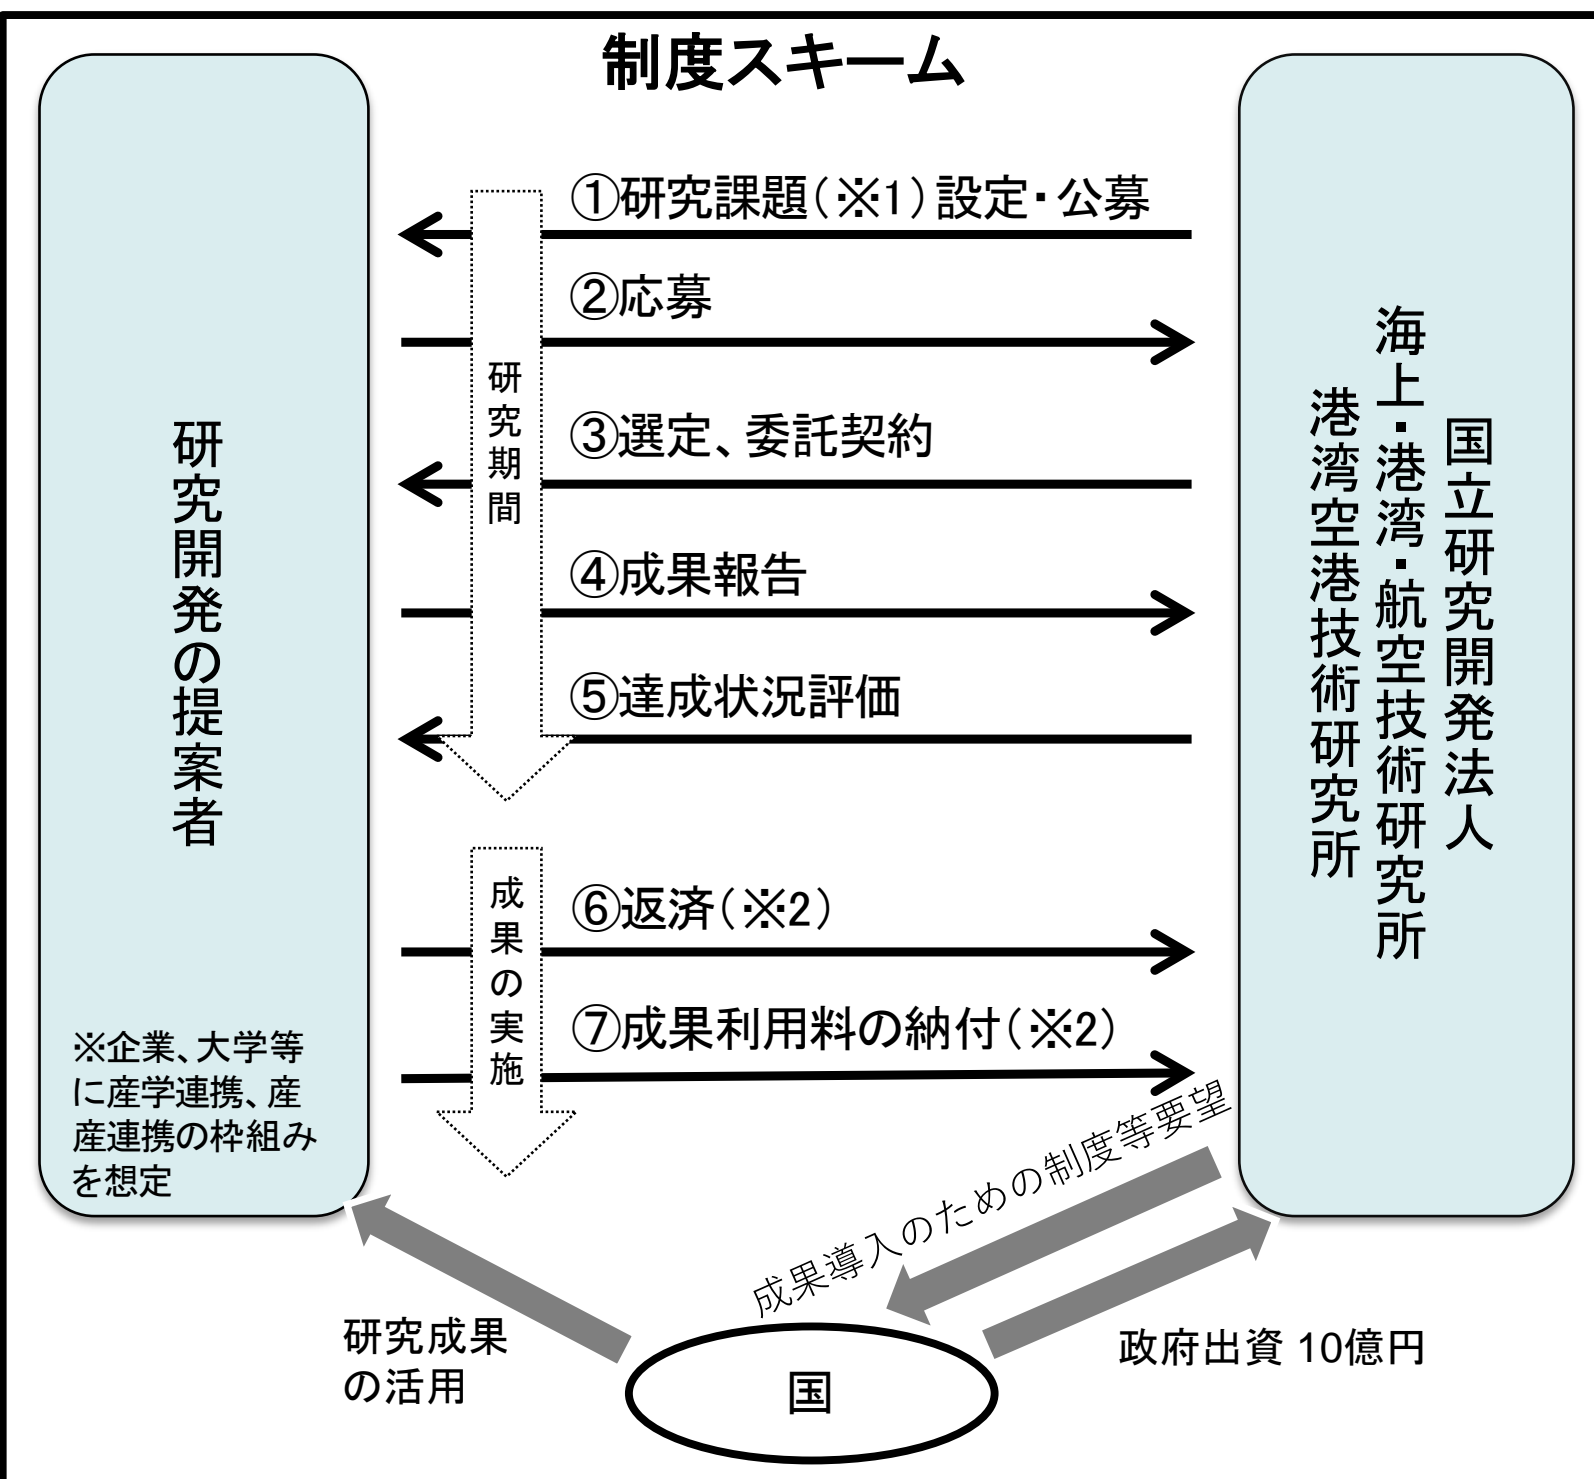 制度スキーム
①研究課題(※1)設定・公募
②応募
③選定、委託契約
④成果報告
⑤達成状況評価
研究期間
⑥返済(※2)
⑦成果利用料の納付(※2)
成果の実施
研究開発の提案者
※企業、大学等
に産学連携、産
産連携の枠組み
を想定
国立研究開発法人
海上・港湾・航空技術研究所
港湾空港技術研究所
成果導入のための制度等要望
研究成果
の活用
政府出資 10億円
国